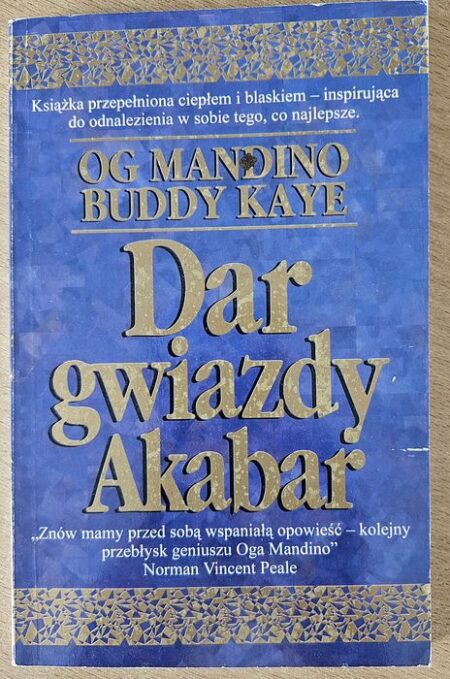 Książka przepełniona ciepłem i blaskiem – inspirująca
do odnalezienia w sobie tego, co najlepsze.
OG MANDINO
BUDDY KAYE
Dar
gwiazdy
Akabar
„Znów mamy przed sobą wspaniałą opowieść – kolejny
przebłysk geniuszu Oga Mandino”
Norman Vincent Peale